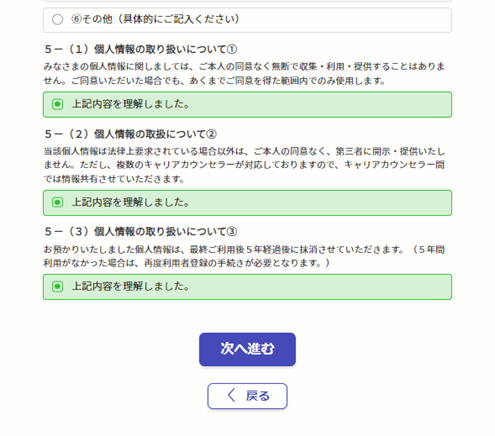 ⑥その他（具体的にご記入ください）
５－（１）個人情報の取り扱いについて①
みなさまの個人情報に関しましては、ご本人の同意なく無断で収集・利用・提供することはありま
せん。ご同意いただいた場合でも、あくまでご同意を得た範囲内でのみ使用します。
上記内容を理解しました。
５－（２）個人情報の取扱について②
当該個人情報は法律上要求されている場合以外は、ご本人の同意なく、第三者に開示・提供いたし
ません。ただし、複数のキャリアカウンセラーが対応しておりますので、キャリアカウンセラー間
では情報共有させていただきます。
上記内容を理解しました。
５－（３）個人情報の取り扱いについて③
お預かりいたしました個人情報は、最終ご利用後５年経過後に抹消させていただきます。（５年間
利用がなかった場合は、再度利用者登録の手続きが必要となります。）
上記内容を理解しました。
次へ進む
戻る